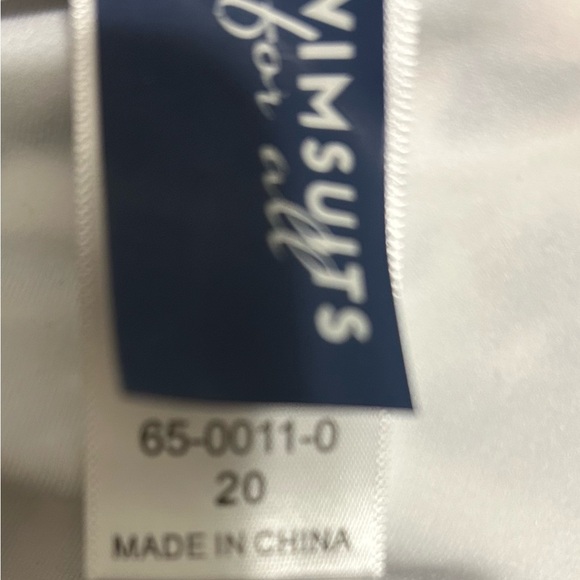 WIMSUITS
for all
65-0011-0
20
MADE IN CHINA